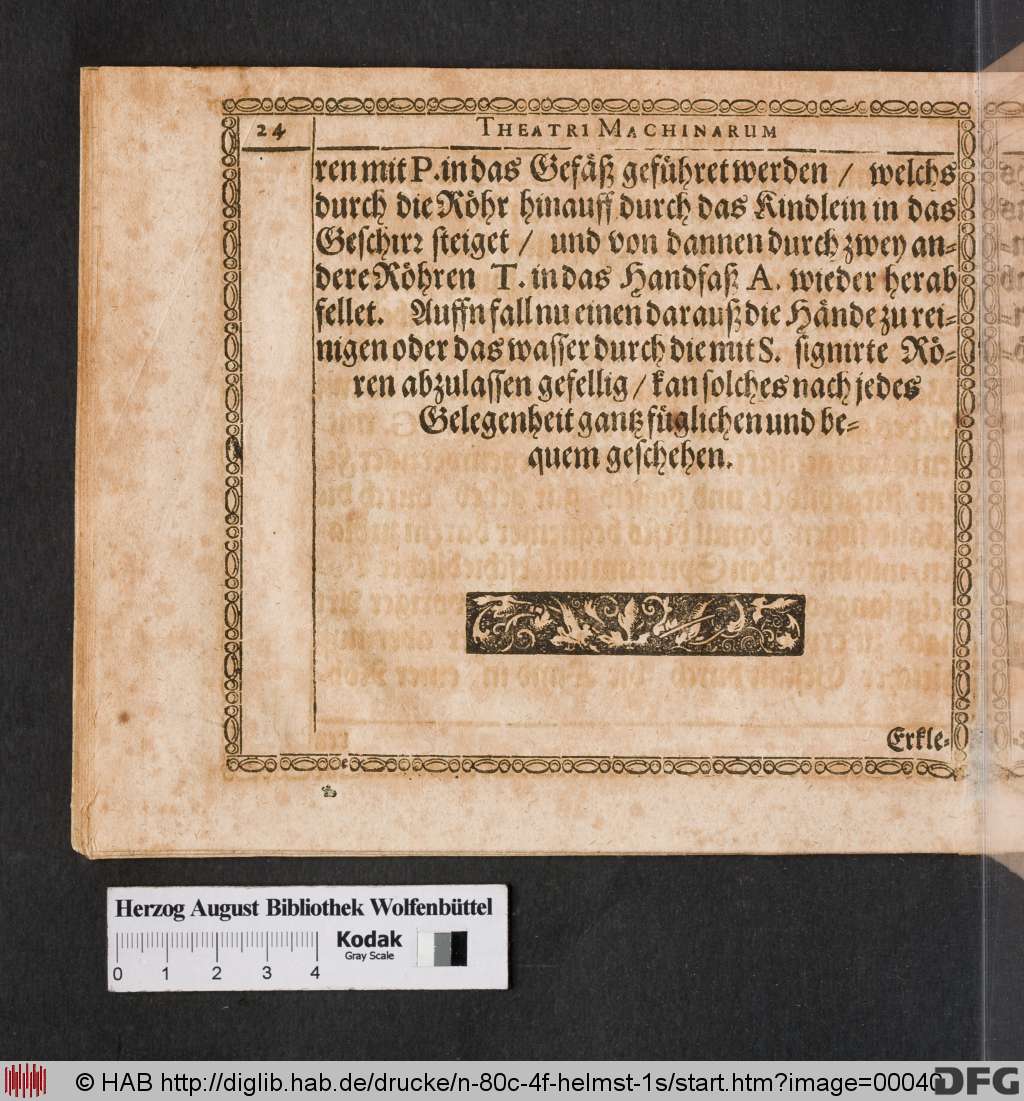 24
THEATRI MACHINARUM
ren mit P. in das Gefäß geführet werden / welchs
durch die Röhr hinauff durch das Kindlein in das
Geschirꝛ steiget / und von dannen durch zwey an-
dere Röhren T. in das Handfaß A. wieder herab
fellet. Auffn fall nu einen darauß die Hände zu rei-
nigen oder das wasser durch die mit S. signirte Rö-
ren abzulassen gefellig / kan solches nach jedes
Gelegenheit gantz füglichen und be-
quem geschehen.
Erkle-
Herzog August Bibliothek Wolfenbüttel
Kodak
Gray Scale
0 1 2 3 4
© HAB http://diglib.hab.de/drucke/n-80c-4f-helmst-1s/start.htm?image=00040
DFG